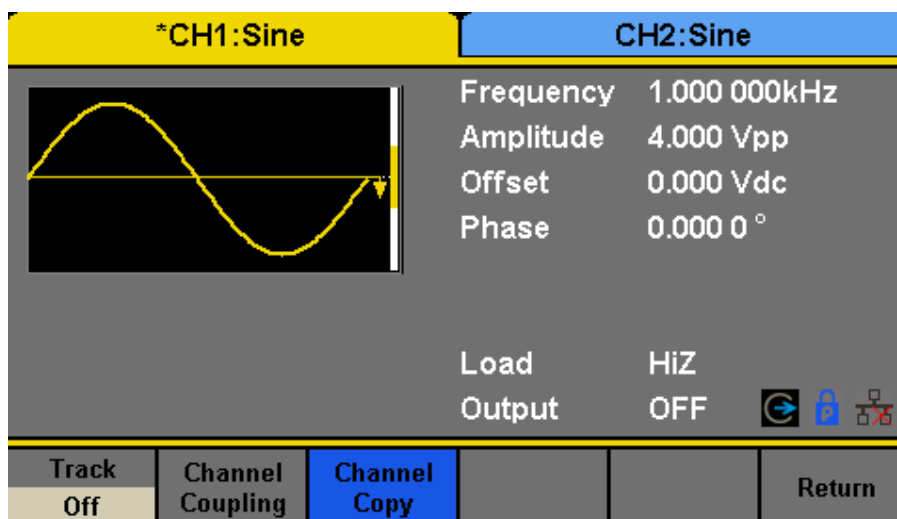 *CH1:Sine
CH2:Sine
Frequency 1.000 000kHz
Amplitude 4.000 Vpp
Offset 0.000 Vdc
Phase 0.000 0 °
Load HiZ
Output OFF
P
Track
Off
Channel
Coupling
Channel
Copy
Return